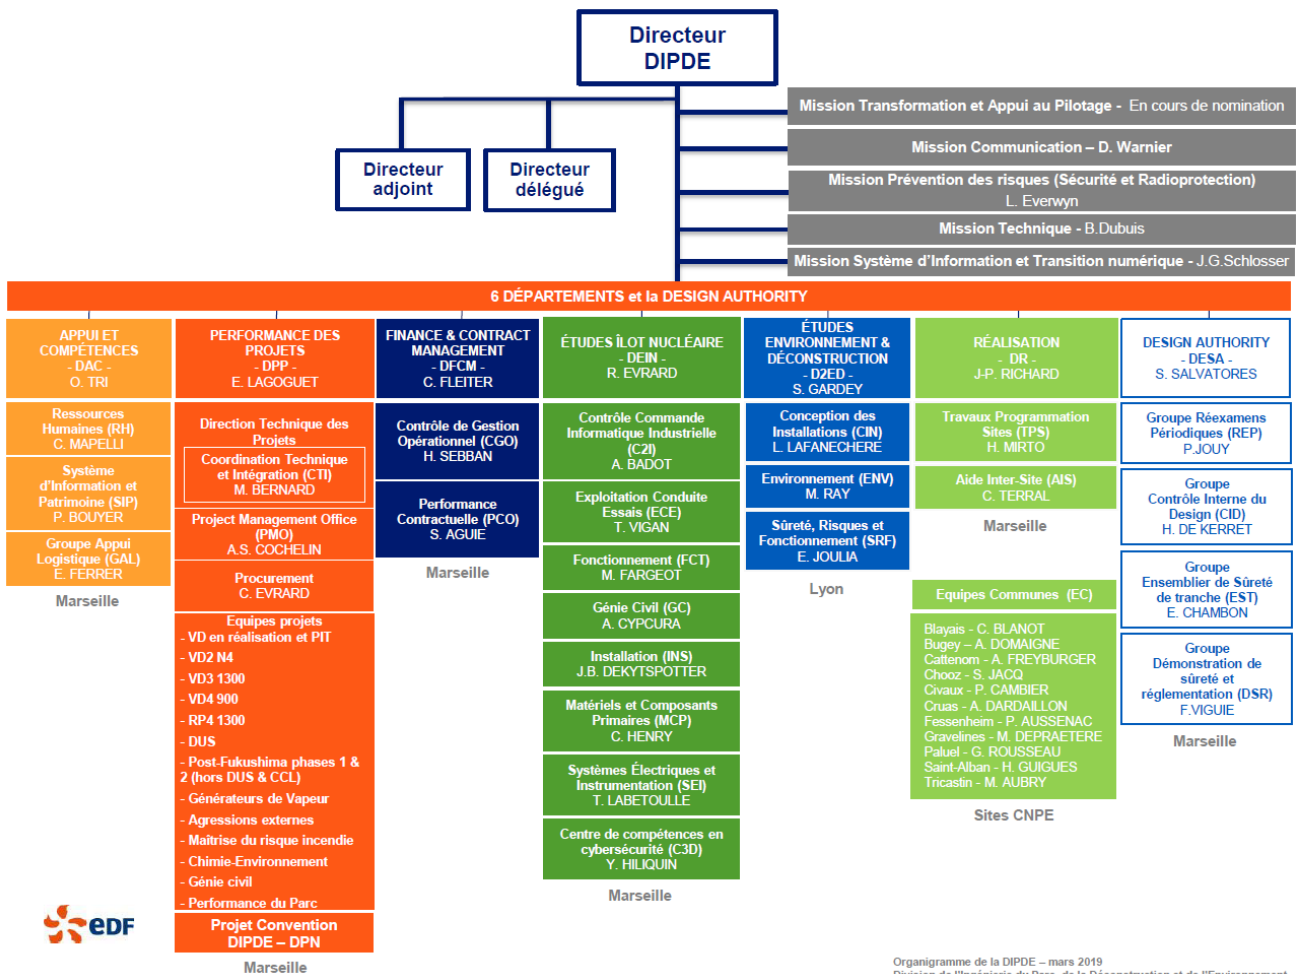 Directeur
DIPDE
Directeur
adjoint
Directeur
délégué
Mission Transformation et Appui au Pilotage - En cours de nomination
Mission Communication – D. Warnier
Mission Prévention des risques (Sécurité et Radioprotection)
L. Everwyn
Mission Technique - B.Dubuis
Mission Système d'Information et Transition numérique - J.G.Schlosser
6 DÉPARTEMENTS et la DESIGN AUTHORITY
APPUI ET
COMPÉTENCES
- DAC -
O. TRI
Ressources
Humaines (RH)
C. MAPELLI
Système
d'Information et
Patrimoine (SIP)
P. BOUYER
Groupe Appui
Logistique (GAL)
E. FERRER
Marseille
PERFORMANCE DES
PROJETS
- DPP -
E. LAGOGUET
Direction Technique des
Projets
Coordination Technique
et Intégration (CTI)
M. BERNARD
Project Management Office
(PMO)
A.S. COCHELIN
Procurement
C. EVRARD
Equipes projets
- VD en réalisation et PIT
- VD2 N4
- VD3 1300
- VD4 900
- RP4 1300
- DUS
- Post-Fukushima phases 1 &
2 (hors DUS & CCL)
- Générateurs de Vapeur
- Agressions externes
- Maîtrise du risque incendie
- Chimie-Environnement
- Génie civil
- Performance du Parc
Projet Convention
DIPDE – DPN
Marseille
FINANCE & CONTRACT
MANAGEMENT
- DFCM -
C. FLEITER
Contrôle de Gestion
Opérationnel (CGO)
H. SEBBAN
Performance
Contractuelle (PCO)
S. AGUIE
Marseille
ÉTUDES ÎLOT NUCLÉAIRE
- DEIN -
R. EVRARD
Contrôle Commande
Informatique Industrielle
(C2I)
A. BADOT
Exploitation Conduite
Essais (ECE)
T. VIGAN
Fonctionnement (FCT)
M. FARGEOT
Génie Civil (GC)
A. CYPCURA
Installation (INS)
J.B. DEKYTSPOTTER
Matériels et Composants
Primaires (MCP)
C. HENRY
Systèmes Électriques et
Instrumentation (SEI)
T. LABETOULLE
Centre de compétences en
cybersécurité (C3D)
Y. HILIQUIN
Marseille
ÉTUDES
ENVIRONNEMENT &
DÉCONSTRUCTION
- D2ED -
S. GARDEY
Conception des
Installations (CIN)
L. LAFANECHERE
Environnement (ENV)
M. RAY
Sûreté, Risques et
Fonctionnement (SRF)
E. JOULIA
Lyon
RÉALISATION
- DR -
J-P. RICHARD
Travaux Programmation
Sites (TPS)
H. MIRTO
Aide Inter-Site (AIS)
C. TERRAL
Marseille
Equipes Communes (EC)
Blayais - C. BLANOT
Bugey – A. DOMAIGNE
Cattenom - A. FREYBURGER
Chooz - S. JACQ
Civaux - P. CAMBIER
Cruas - A. DARDAILLON
Fessenheim - P. AUSSENAC
Gravelines - M. DEPRAETERE
Paluel - G. ROUSSEAU
Saint-Alban - H. GUIGUES
Tricastin - M. AUBRY
Sites CNPE
DESIGN AUTHORITY
- DESA -
S. SALVATORES
Groupe Réexamens
Périodiques (REP)
P.JOUY
Groupe
Contrôle Interne du
Design (CID)
H. DE KERRET
Groupe
Ensemblier de Sûreté
de tranche (EST)
E. CHAMBON
Groupe
Démonstration de
sûreté et
réglementation (DSR)
F.VIGUIE
Marseille
eDF
Organigramme de la DIPDE – mars 2019
Division de l'Ingénierie du Parc, de la Déconstruction et de l'Environnement